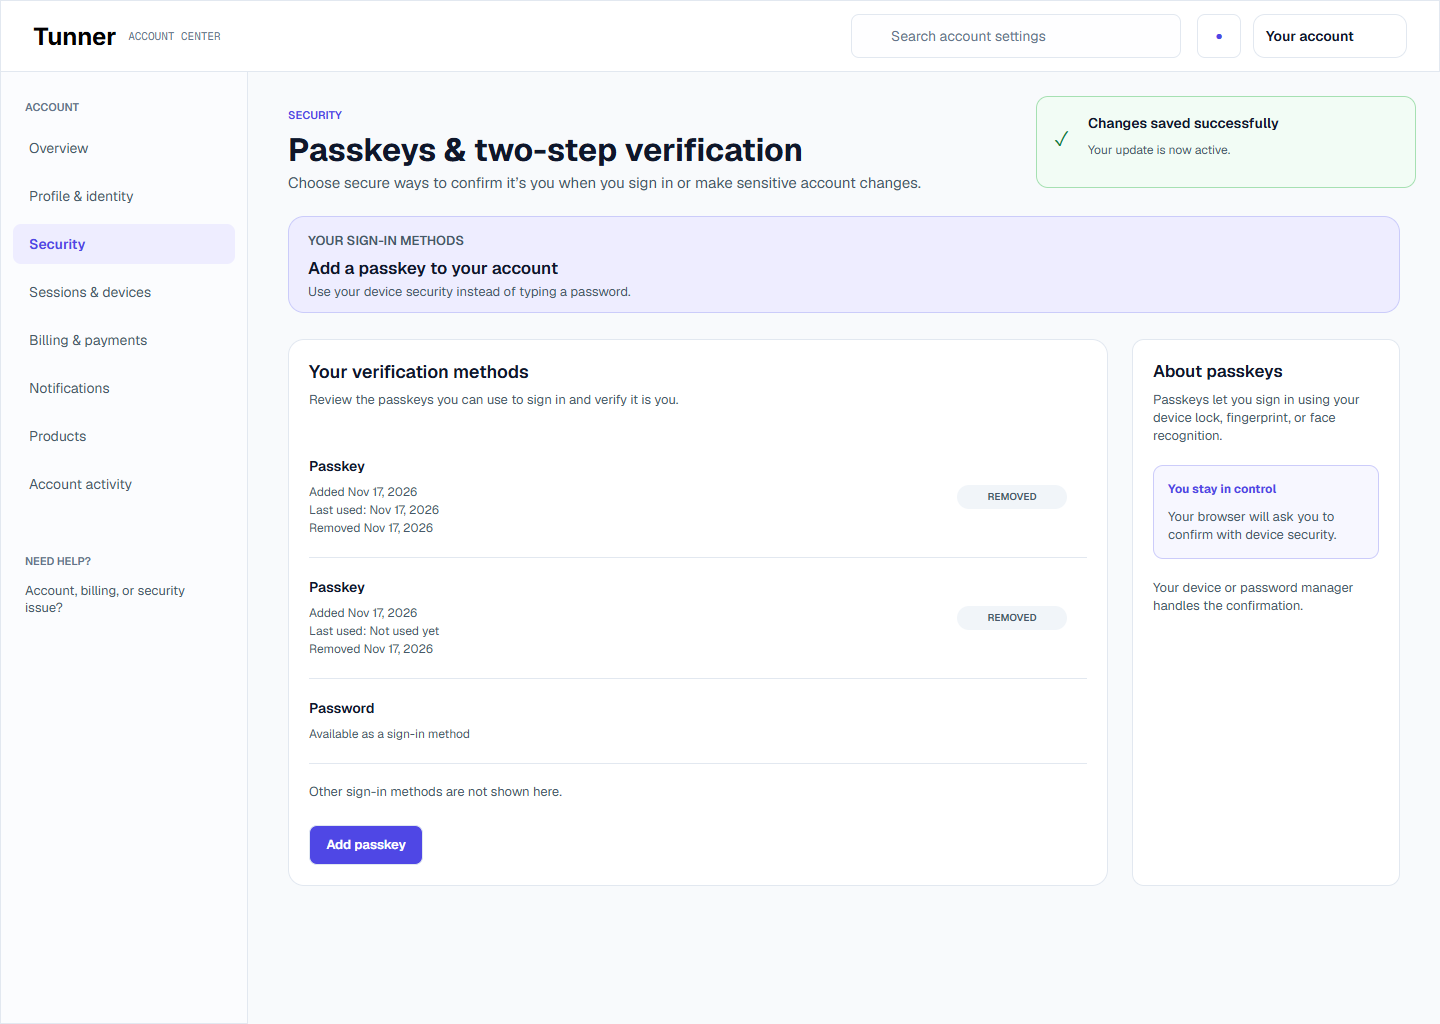 Tunner ACCOUNT CENTER
Search account settings
Your account
ACCOUNT
Overview
Profile & identity
Security
Sessions & devices
Billing & payments
Notifications
Products
Account activity
NEED HELP?
Account, billing, or security
issue?
SECURITY
Passkeys & two-step verification
Choose secure ways to confirm it’s you when you sign in or make sensitive account changes.
Changes saved successfully
Your update is now active.
YOUR SIGN-IN METHODS
Add a passkey to your account
Use your device security instead of typing a password.
Your verification methods
Review the passkeys you can use to sign in and verify it is you.
Passkey
Added Nov 17, 2026
Last used: Nov 17, 2026
Removed Nov 17, 2026
REMOVED
Passkey
Added Nov 17, 2026
Last used: Not used yet
Removed Nov 17, 2026
REMOVED
Password
Available as a sign-in method
Other sign-in methods are not shown here.
Add passkey
About passkeys
Passkeys let you sign in using your
device lock, fingerprint, or face
recognition.
You stay in control
Your browser will ask you to
confirm with device security.
Your device or password manager
handles the confirmation.